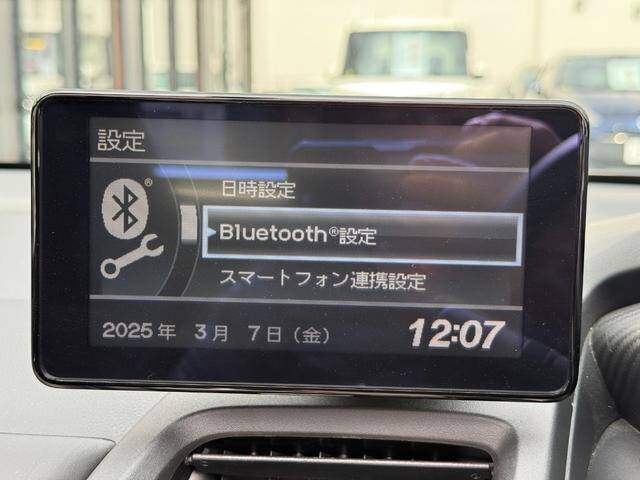 設定
日時設定
Bluetooth®設定
スマートフォン連携設定
2025年 3月 7日(金) 12:07